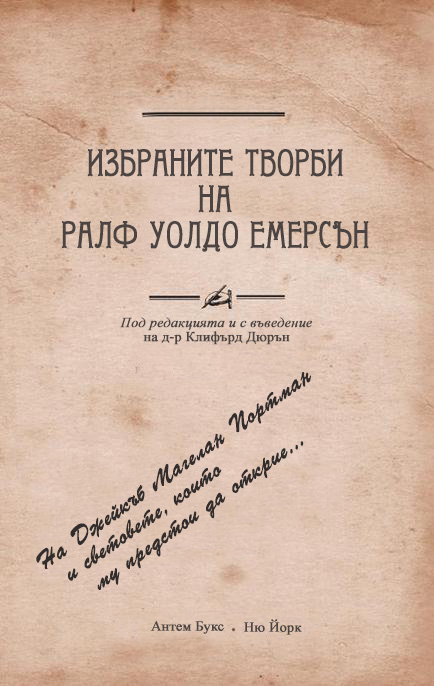 ИЗБРАНИТЕ ТВОРБИ
НА
РАЛФ УОЛДО ЕМЕРСЪН
Под редакцията и с въведение
на д-р Клифърд Дюрън
На Джейкъб Магелан Портман
и световете, които
му предстои да открие...
Антем Букс . Ню Йорк